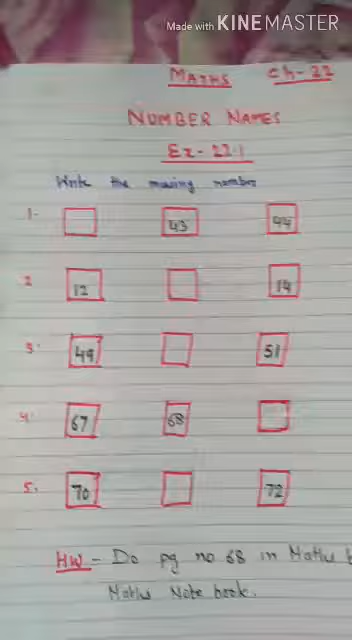 Made with KINEMASTER
MATHS Ch-22
NUMBER NAMES
Ex-22.1
Write the missing number
1- 43 44
2 12 14
3. 49 51
4. 67 68
5. 70 72
HW - Do pg no 68 in Maths
Maths Note book.